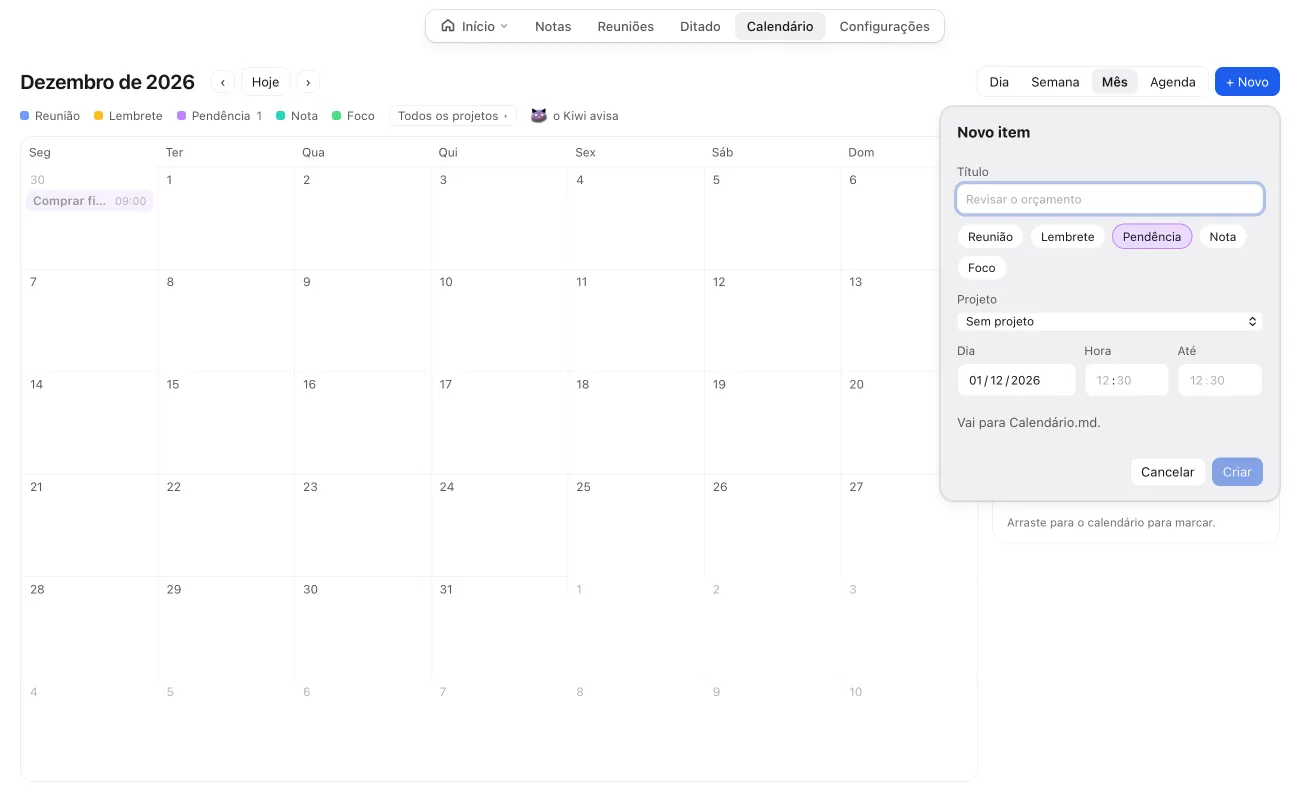 Início Notas Reuniões Ditado Calendário Configurações
Dezembro de 2026 ‹ Hoje › Dia Semana Mês Agenda + Novo
Reunião Lembrete Pendência 1 Nota Foco Todos os projetos o Kiwi avisa
Seg Ter Qua Qui Sex Sáb Dom
30 1 2 3 4 5 6
Comprar fi... 09:00
7 8 9 10 11 12 13
14 15 16 17 18 19 20
21 22 23 24 25 26 27
28 29 30 31 1 2 3
4 5 6 7 8 9 10
Novo item
Título
Revisar o orçamento
Reunião Lembrete Pendência Nota
Foco
Projeto
Sem projeto
Dia Hora Até
01/12/2026 12:30 12:30
Vai para Calendário.md.
Cancelar Criar
Arraste para o calendário para marcar.